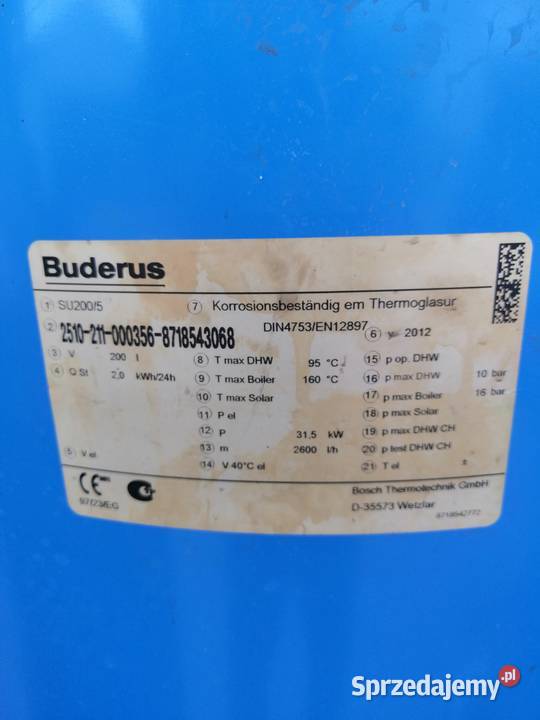 Buderus
① SU200/5
② 2510-211-000356-8718543068
③ V 200 l
④ Q St 2,0 kWh/24h
⑤ V el
⑥ y 2012
⑦ Korrosionsbeständig em Thermoglasur
DIN4753/EN12897
⑧ T max DHW 95 °C
⑨ T max Boiler 160 °C
⑩ T max Solar
⑪ P el
⑫ P 31,5 kW
⑬ m 2600 l/h
⑭ V 40°C el
⑮ p op. DHW
⑯ p max DHW 10 bar
⑰ p max Boiler 16 bar
⑱ p max Solar
⑲ p max DHW CH
⑳ p test DHW CH
㉑ T el
CE
97/23/EG
Bosch Thermotechnik GmbH
D-35573 Wetzlar
8718542772
Sprzedajemy.pl